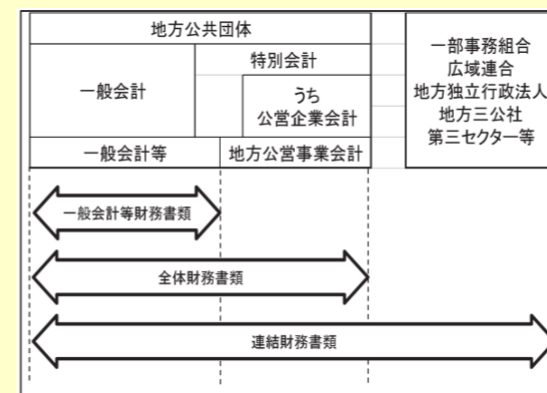 地方公共団体
一般会計
特別会計
うち
公営企業会計
一般会計等
地方公営事業会計
一部事務組合
広域連合
地方独立行政法人
地方三公社
第三セクター等
一般会計等財務書類
全体財務書類
連結財務書類